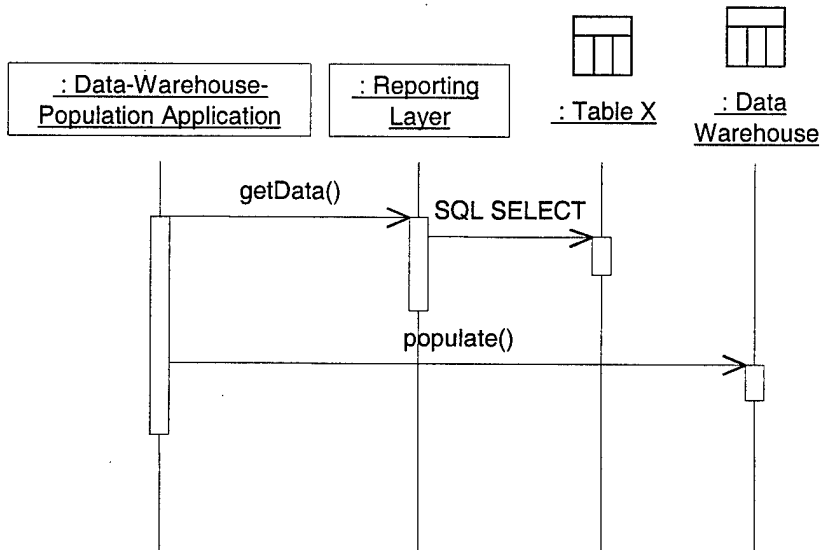 : Data-Warehouse-
Population Application
: Reporting
Layer
: Table X
: Data
Warehouse
getData()
SQL SELECT
populate()